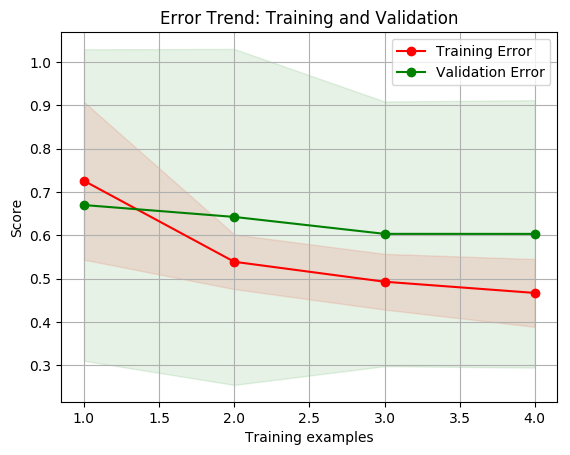 Error Trend: Training and Validation
Training Error
Validation Error
Score
1.0
0.9
0.8
0.7
0.6
0.5
0.4
0.3
1.0 1.5 2.0 2.5 3.0 3.5 4.0
Training examples